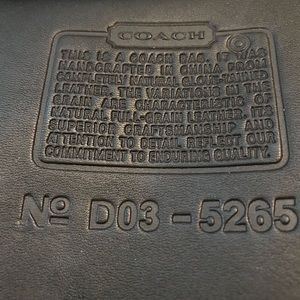 COACH
THIS IS A COACH BAG. IT WAS
HANDCRAFTED IN CHINA FROM
COMPLETELY NATURAL GLOVE-TANNED
LEATHER. THE VARIATIONS IN THE
GRAIN ARE CHARACTERISTIC OF
NATURAL FULL-GRAIN LEATHER. ITS
SUPERIOR CRAFTSMANSHIP AND
ATTENTION TO DETAIL REFLECT OUR
COMMITMENT TO ENDURING QUALITY.
Nº D03 - 5265